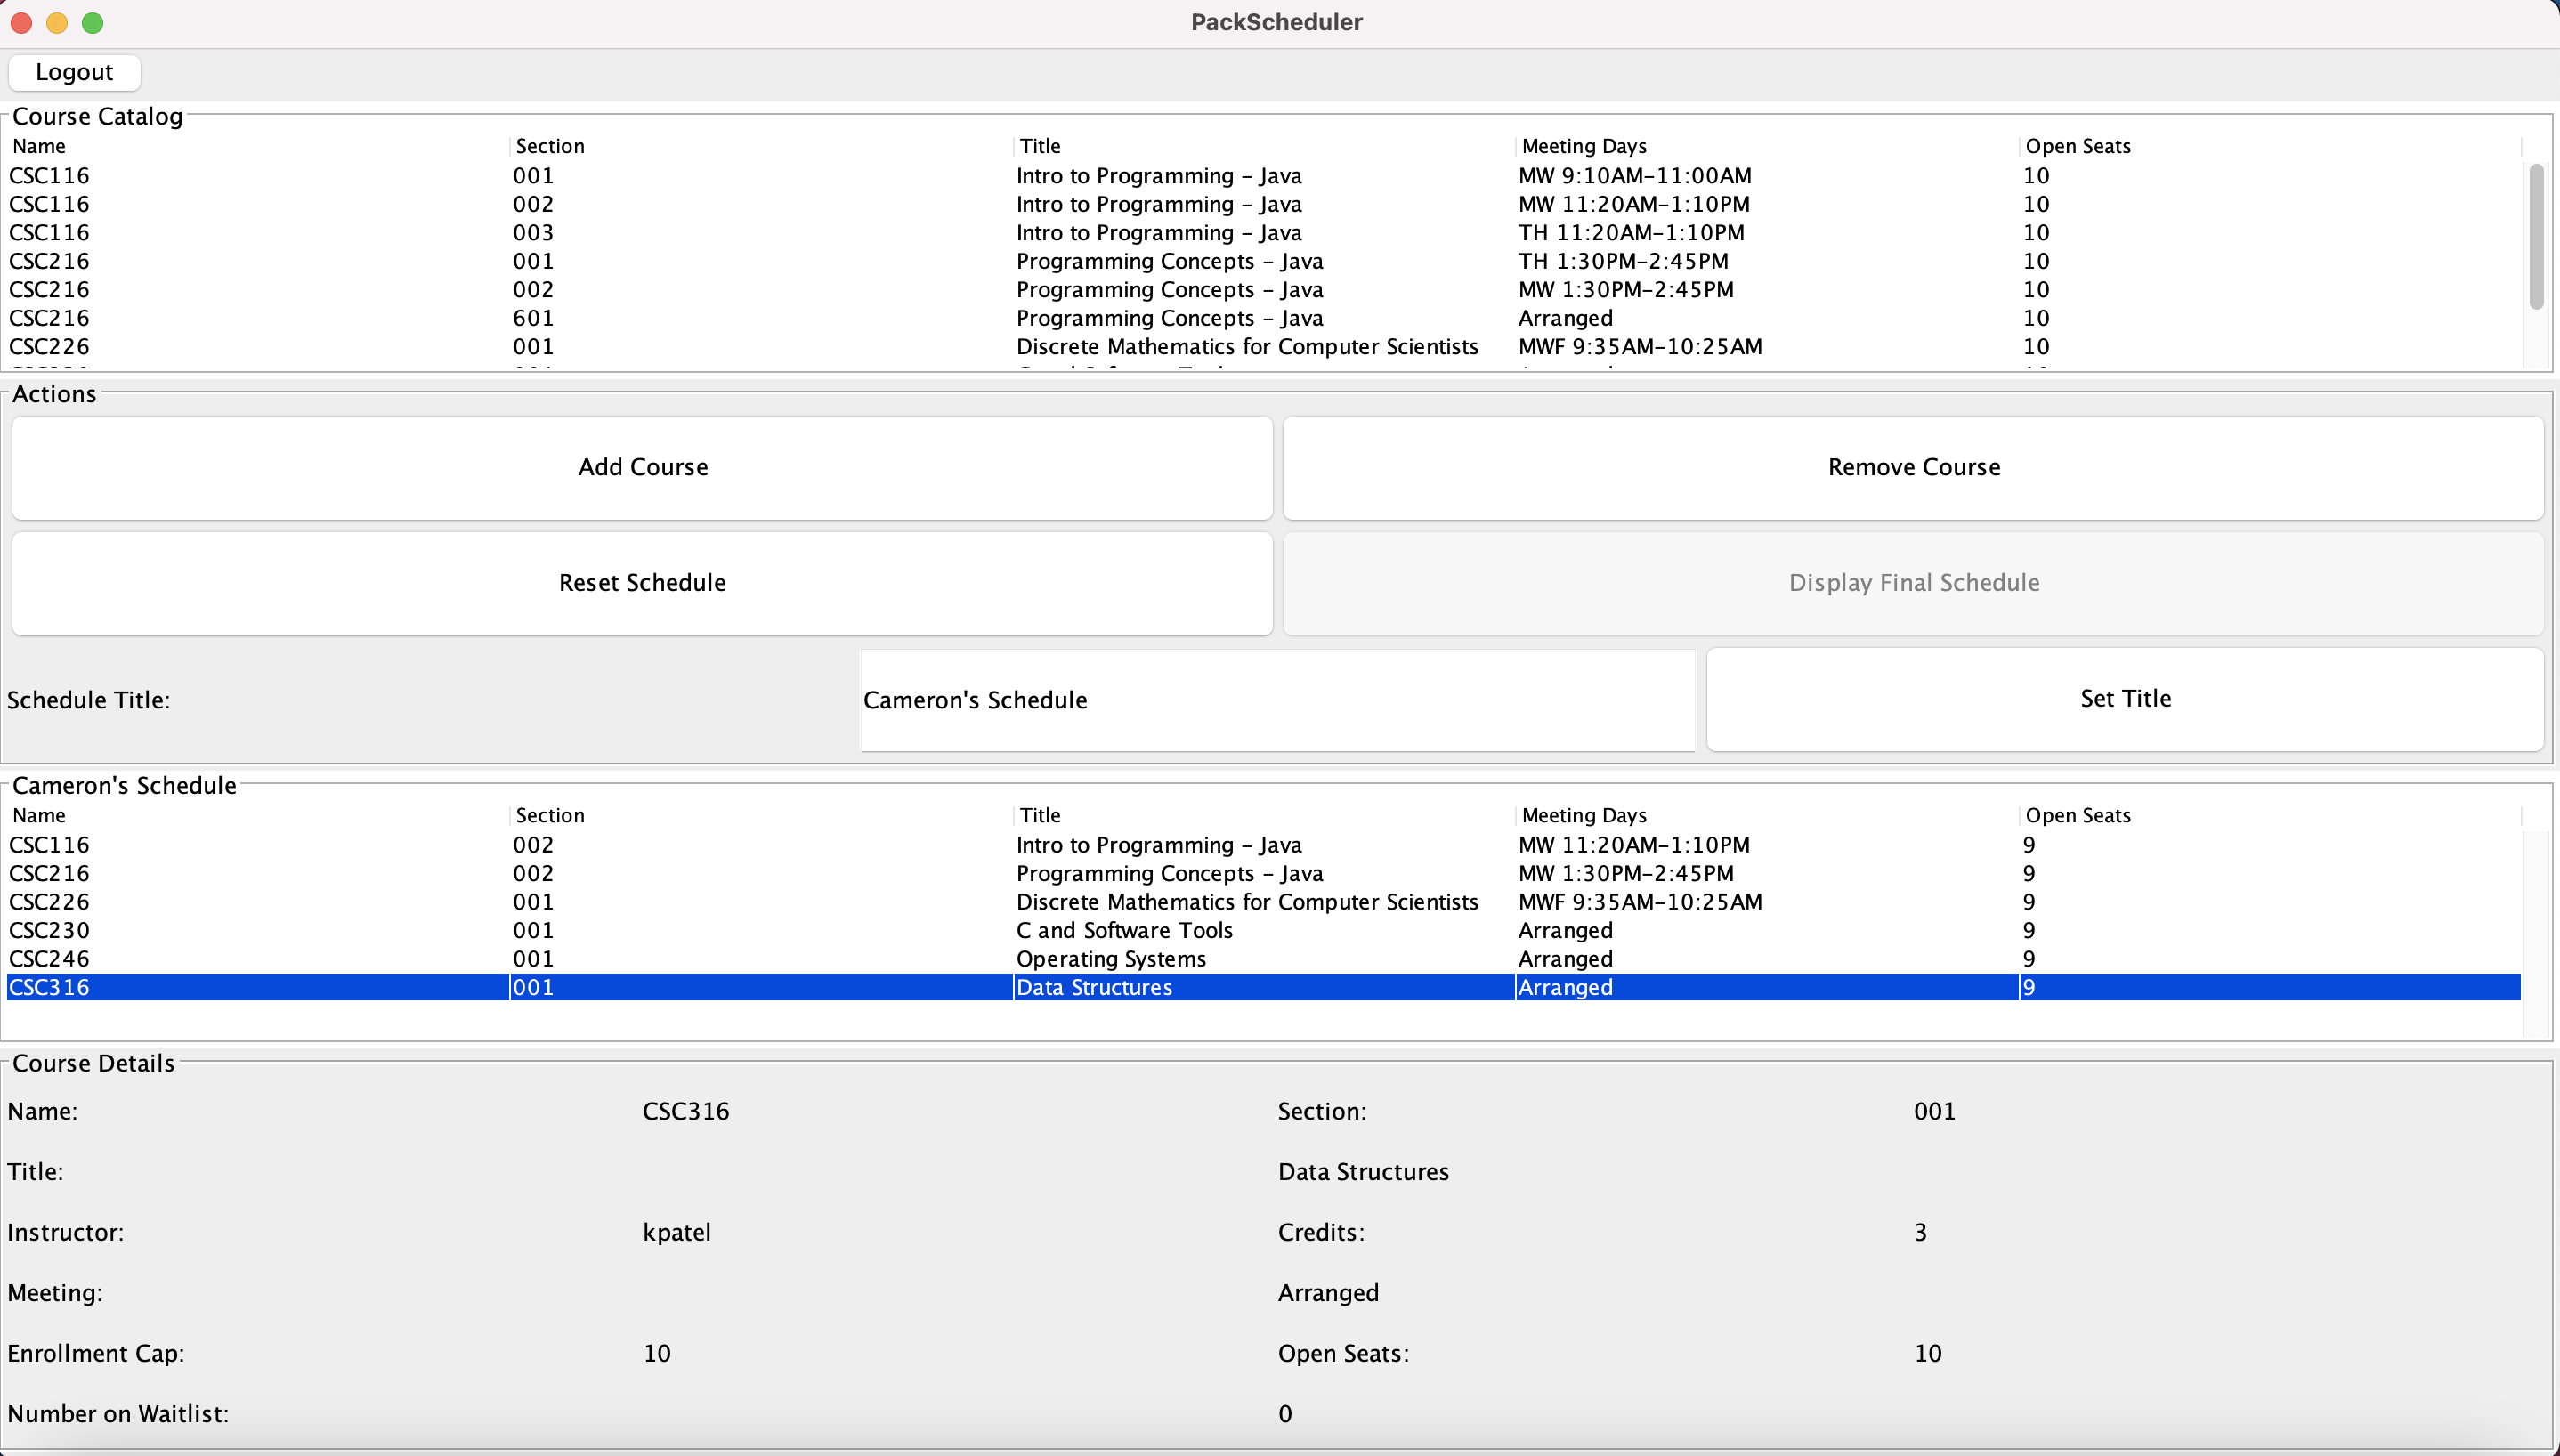 PackScheduler
Logout
Course Catalog
Name Section Title Meeting Days Open Seats
CSC116 001 Intro to Programming - Java MW 9:10AM-11:00AM 10
CSC116 002 Intro to Programming - Java MW 11:20AM-1:10PM 10
CSC116 003 Intro to Programming - Java TH 11:20AM-1:10PM 10
CSC216 001 Programming Concepts - Java TH 1:30PM-2:45PM 10
CSC216 002 Programming Concepts - Java MW 1:30PM-2:45PM 10
CSC216 601 Programming Concepts - Java Arranged 10
CSC226 001 Discrete Mathematics for Computer Scientists MWF 9:35AM-10:25AM 10
Actions
Add Course Remove Course
Reset Schedule Display Final Schedule
Schedule Title: Cameron's Schedule Set Title
Cameron's Schedule
Name Section Title Meeting Days Open Seats
CSC116 002 Intro to Programming - Java MW 11:20AM-1:10PM 9
CSC216 002 Programming Concepts - Java MW 1:30PM-2:45PM 9
CSC226 001 Discrete Mathematics for Computer Scientists MWF 9:35AM-10:25AM 9
CSC230 001 C and Software Tools Arranged 9
CSC246 001 Operating Systems Arranged 9
CSC316 001 Data Structures Arranged 9
Course Details
Name: CSC316 Section: 001
Title: Data Structures
Instructor: kpatel Credits: 3
Meeting: Arranged
Enrollment Cap: 10 Open Seats: 10
Number on Waitlist: 0